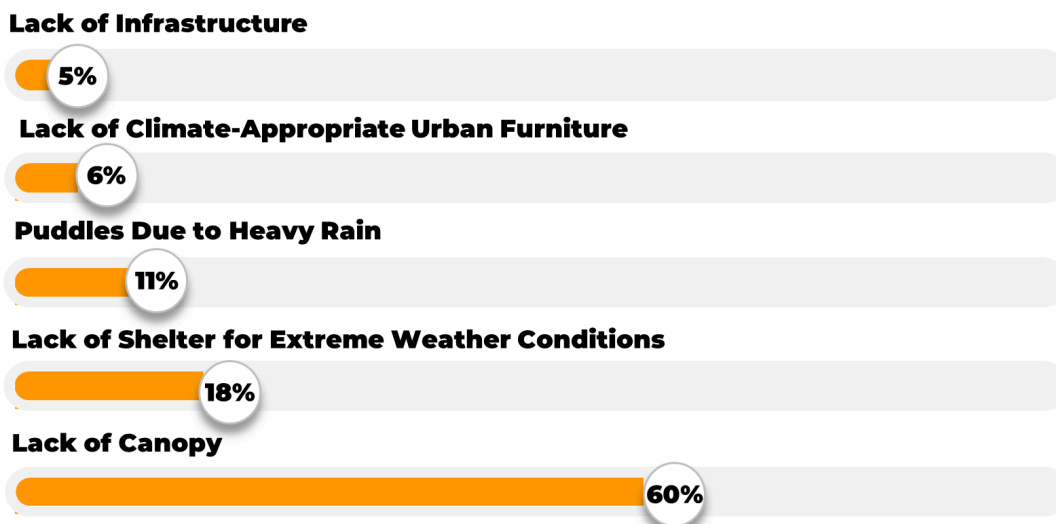 Lack of Infrastructure
5%
Lack of Climate-Appropriate Urban Furniture
6%
Puddles Due to Heavy Rain
11%
Lack of Shelter for Extreme Weather Conditions
18%
Lack of Canopy
60%